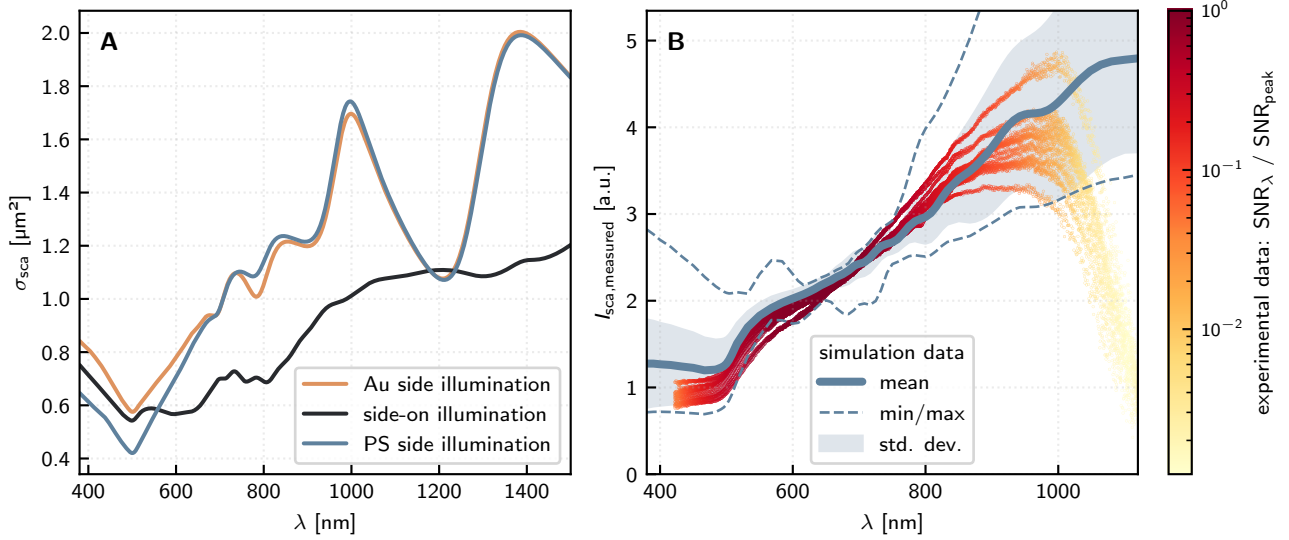 A
2.0
1.8
1.6
1.4
1.2
1.0
0.8
0.6
0.4
σsca [μm²]
400 600 800 1000 1200 1400
λ [nm]
Au side illumination
side-on illumination
PS side illumination
B
5
4
3
2
1
0
Isca,measured [a.u.]
400 600 800 1000
λ [nm]
simulation data
mean
min/max
std. dev.
10⁰
10⁻¹
10⁻²
experimental data: SNRλ / SNRpeak